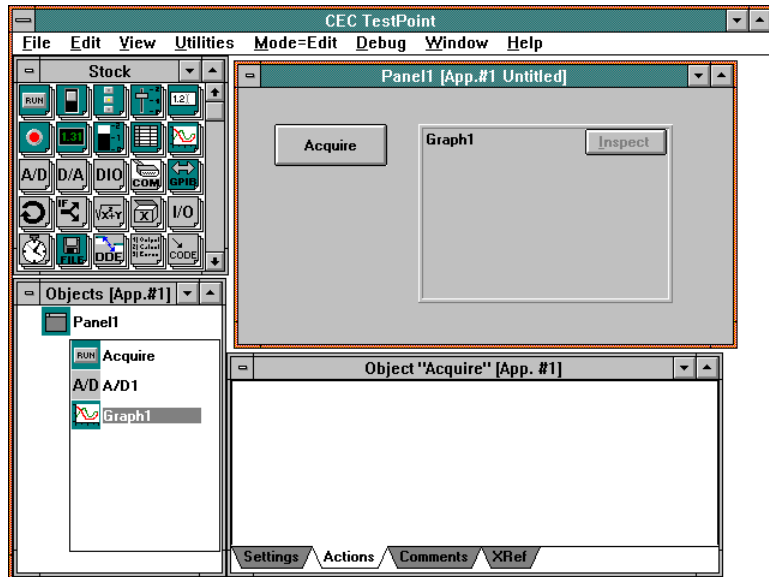 CEC TestPoint
File Edit View Utilities Mode=Edit Debug Window Help
Stock
RUN 1.2
1.31
A/D D/A DIO COM GPIB
IF √X+Y X I/O
FILE DDE CODE
Objects [App.#1]
Panel1
RUN Acquire
A/D A/D1
Graph1
Panel1 [App.#1 Untitled]
Acquire
Graph1
Inspect
Object "Acquire" [App. #1]
Settings Actions Comments XRef